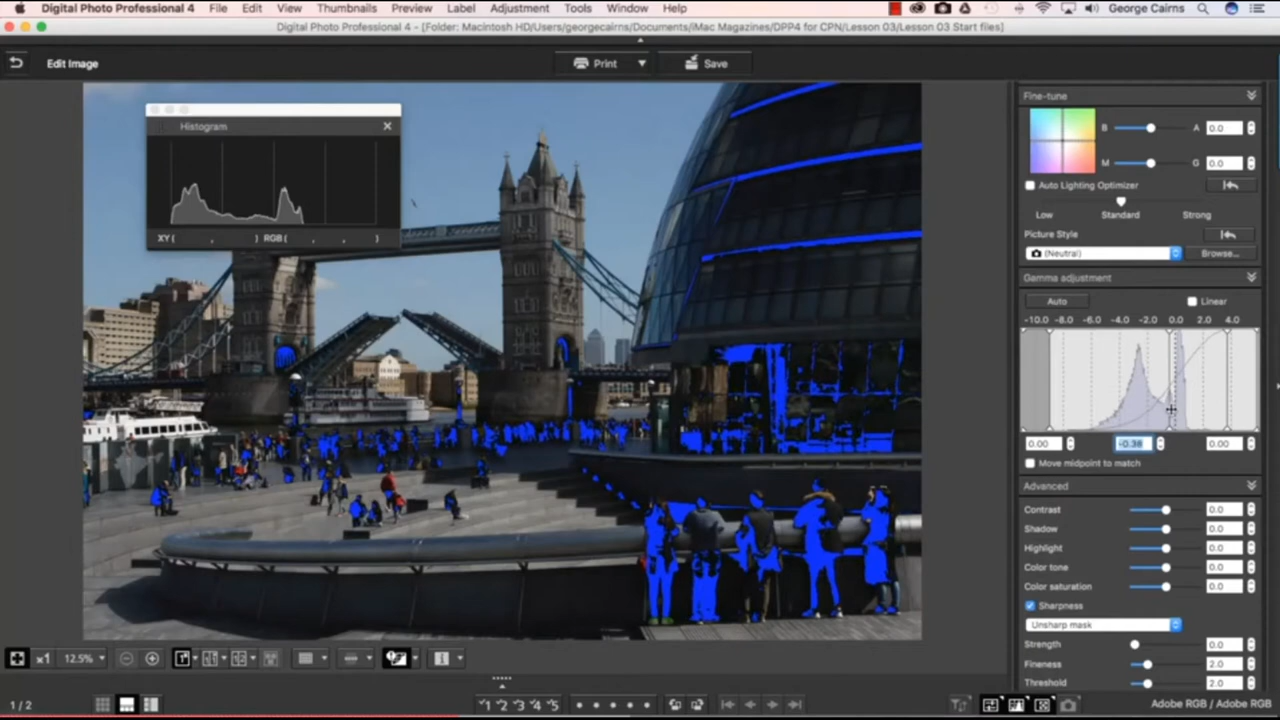 Digital Photo Professional 4 File Edit View Thumbnails Preview Label Adjustment Tools Window Help George Cairns
Digital Photo Professional 4 - [Folder: Macintosh HD/Users/georgecairns/Documents/iMac Magazines/DPP4 for CPN/Lesson 03/Lesson 03 Start files]
Edit Image Print Save
Fine-tune
B A 0.0
M G 0.0
Auto Lighting Optimizer
Low Standard Strong
Picture Style
(Neutral) Browse...
Gamma adjustment
Auto Linear
-10.0 -8.0 -6.0 -4.0 -2.0 0.0 2.0 4.0
0.00 -0.38 0.00
Move midpoint to match
Advanced
Contrast 0.0
Shadow 0.0
Highlight 0.0
Color tone 0.0
Color saturation 0.0
Sharpness
Unsharp mask
Strength 0.0
Fineness 2.0
Threshold 2.0
Histogram
XY( , ) RGB( , , )
x1 12.5%
1 / 2 1 2 3 4 5 Adobe RGB / Adobe RGB